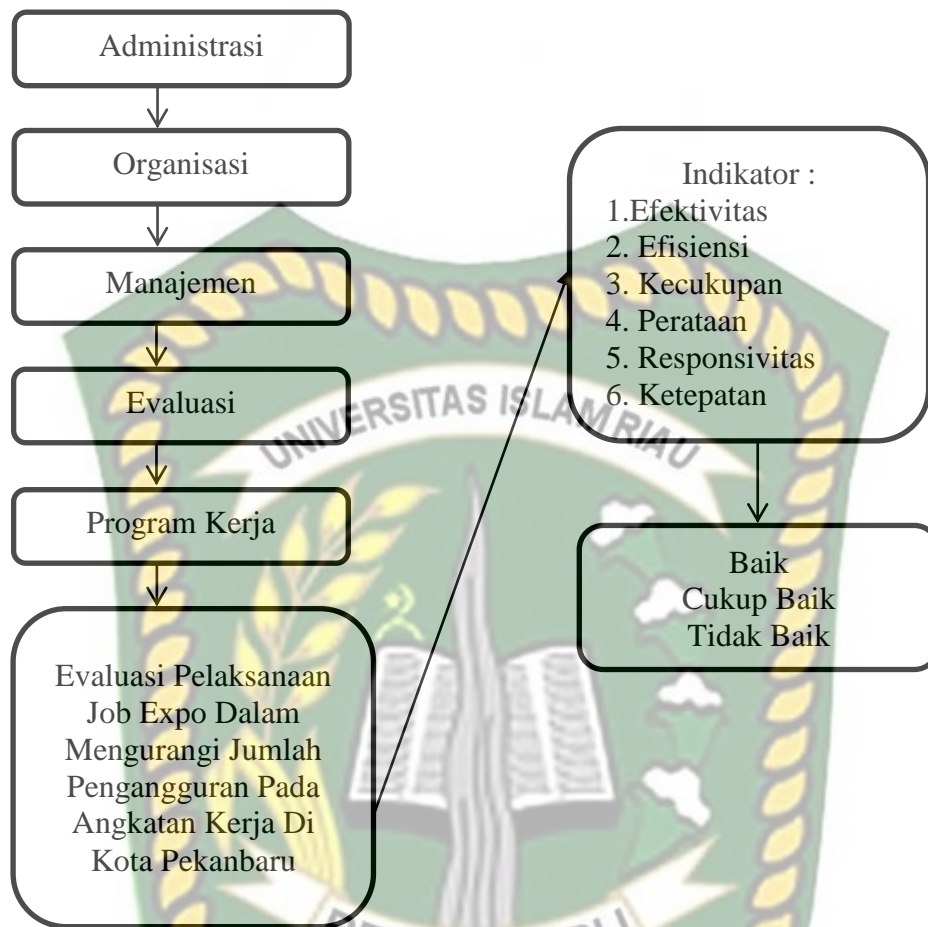 Administrasi
Organisasi
Manajemen
Evaluasi
Program Kerja
Evaluasi Pelaksanaan
Job Expo Dalam
Mengurangi Jumlah
Pengangguran Pada
Angkatan Kerja Di
Kota Pekanbaru
Indikator :
1.Efektivitas
2. Efisiensi
3. Kecukupan
4. Perataan
5. Responsivitas
6. Ketepatan
Baik
Cukup Baik
Tidak Baik
UNIVERSITAS ISLAM RIAU